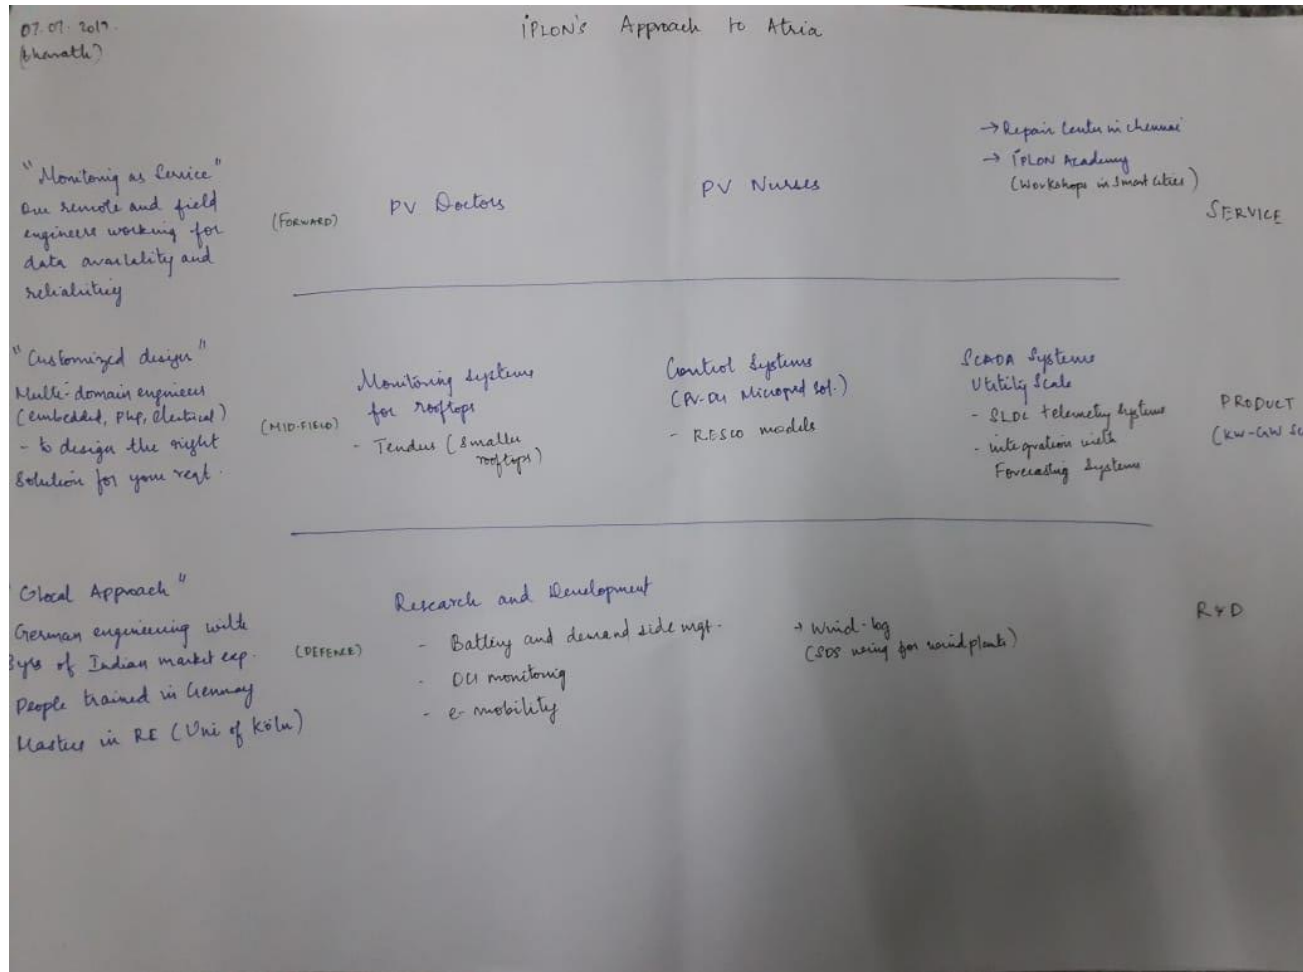 07.07.2017.
(Bharath)
iPLON's Approach to Atria
"Monitoring as Service"
Our remote and field
engineers working for
data availality and
reliability
(FORWARD)
PV Doctors
PV Nurses
→ Repair Center in Chennai
→ iPLON Academy
(Workshops in Smart Cities)
SERVICE
"Customized design"
Multi-domain engineers
(embedded, PHP, Electrical)
- to design the right
Solution for your reqt.
(MID-FIELD)
Monitoring Systems
for rooftops
- Tenders (Smaller
rooftops)
Control Systems
(PV-DG Microgrid Sol.)
- RESCO models
SCADA Systems
Utility Scale
- SLDC telemetry Systems
- integration with
Forecasting Systems
PRODUCT
(KW-GW Sc
"Glocal Approach"
German engineering with
3yrs of Indian market exp.
People trained in Germany
Masters in RE (Uni of Köln)
(DEFENCE)
Research and Development
- Battery and demand side mgt.
- monitoring
- e-mobility
→ Wind-log
(SDS using for windplants)
R&D